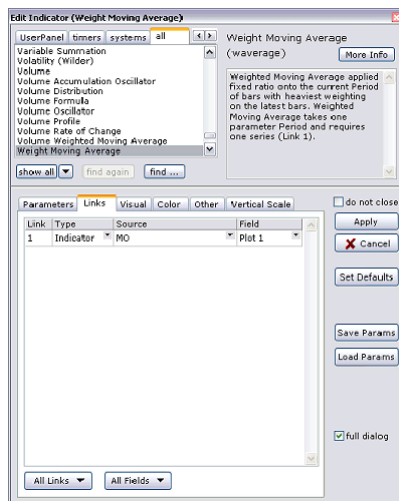 Edit Indicator (Weight Moving Average)
UserPanel timers systems all
Variable Summation
Volatility (Wilder)
Volume
Volume Accumulation Oscillator
Volume Distribution
Volume Formula
Volume Oscillator
Volume Profile
Volume Rate of Change
Volume Weighted Moving Average
Weight Moving Average
show all find again find ...
Weight Moving Average
(waverage) More Info
Weighted Moving Average applied
fixed ratio onto the current Period
of bars with heaviest weighting
on the latest bars. Weighted
Moving Average takes one
parameter Period and requires
one series (Link 1).
Parameters Links Visual Color Other Vertical Scale
Link Type Source Field
1 Indicator MO Plot 1
All Links All Fields
do not close
Apply
Cancel
Set Defaults
Save Params
Load Params
full dialog